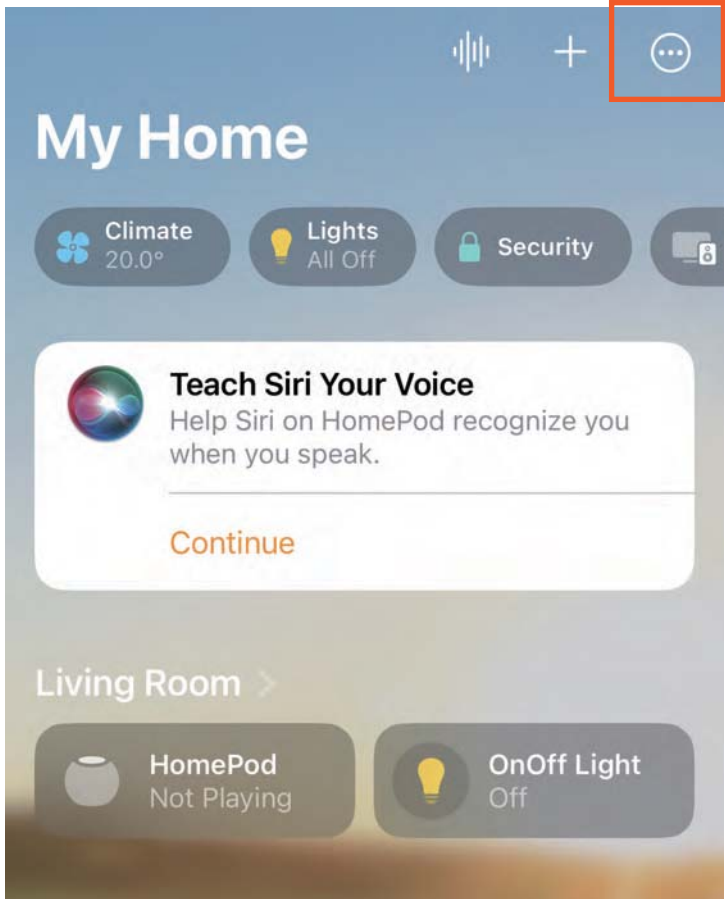 My Home
Climate
20.0°
Lights
All Off
Security
Teach Siri Your Voice
Help Siri on HomePod recognize you
when you speak.
Continue
Living Room
HomePod
Not Playing
OnOff Light
Off